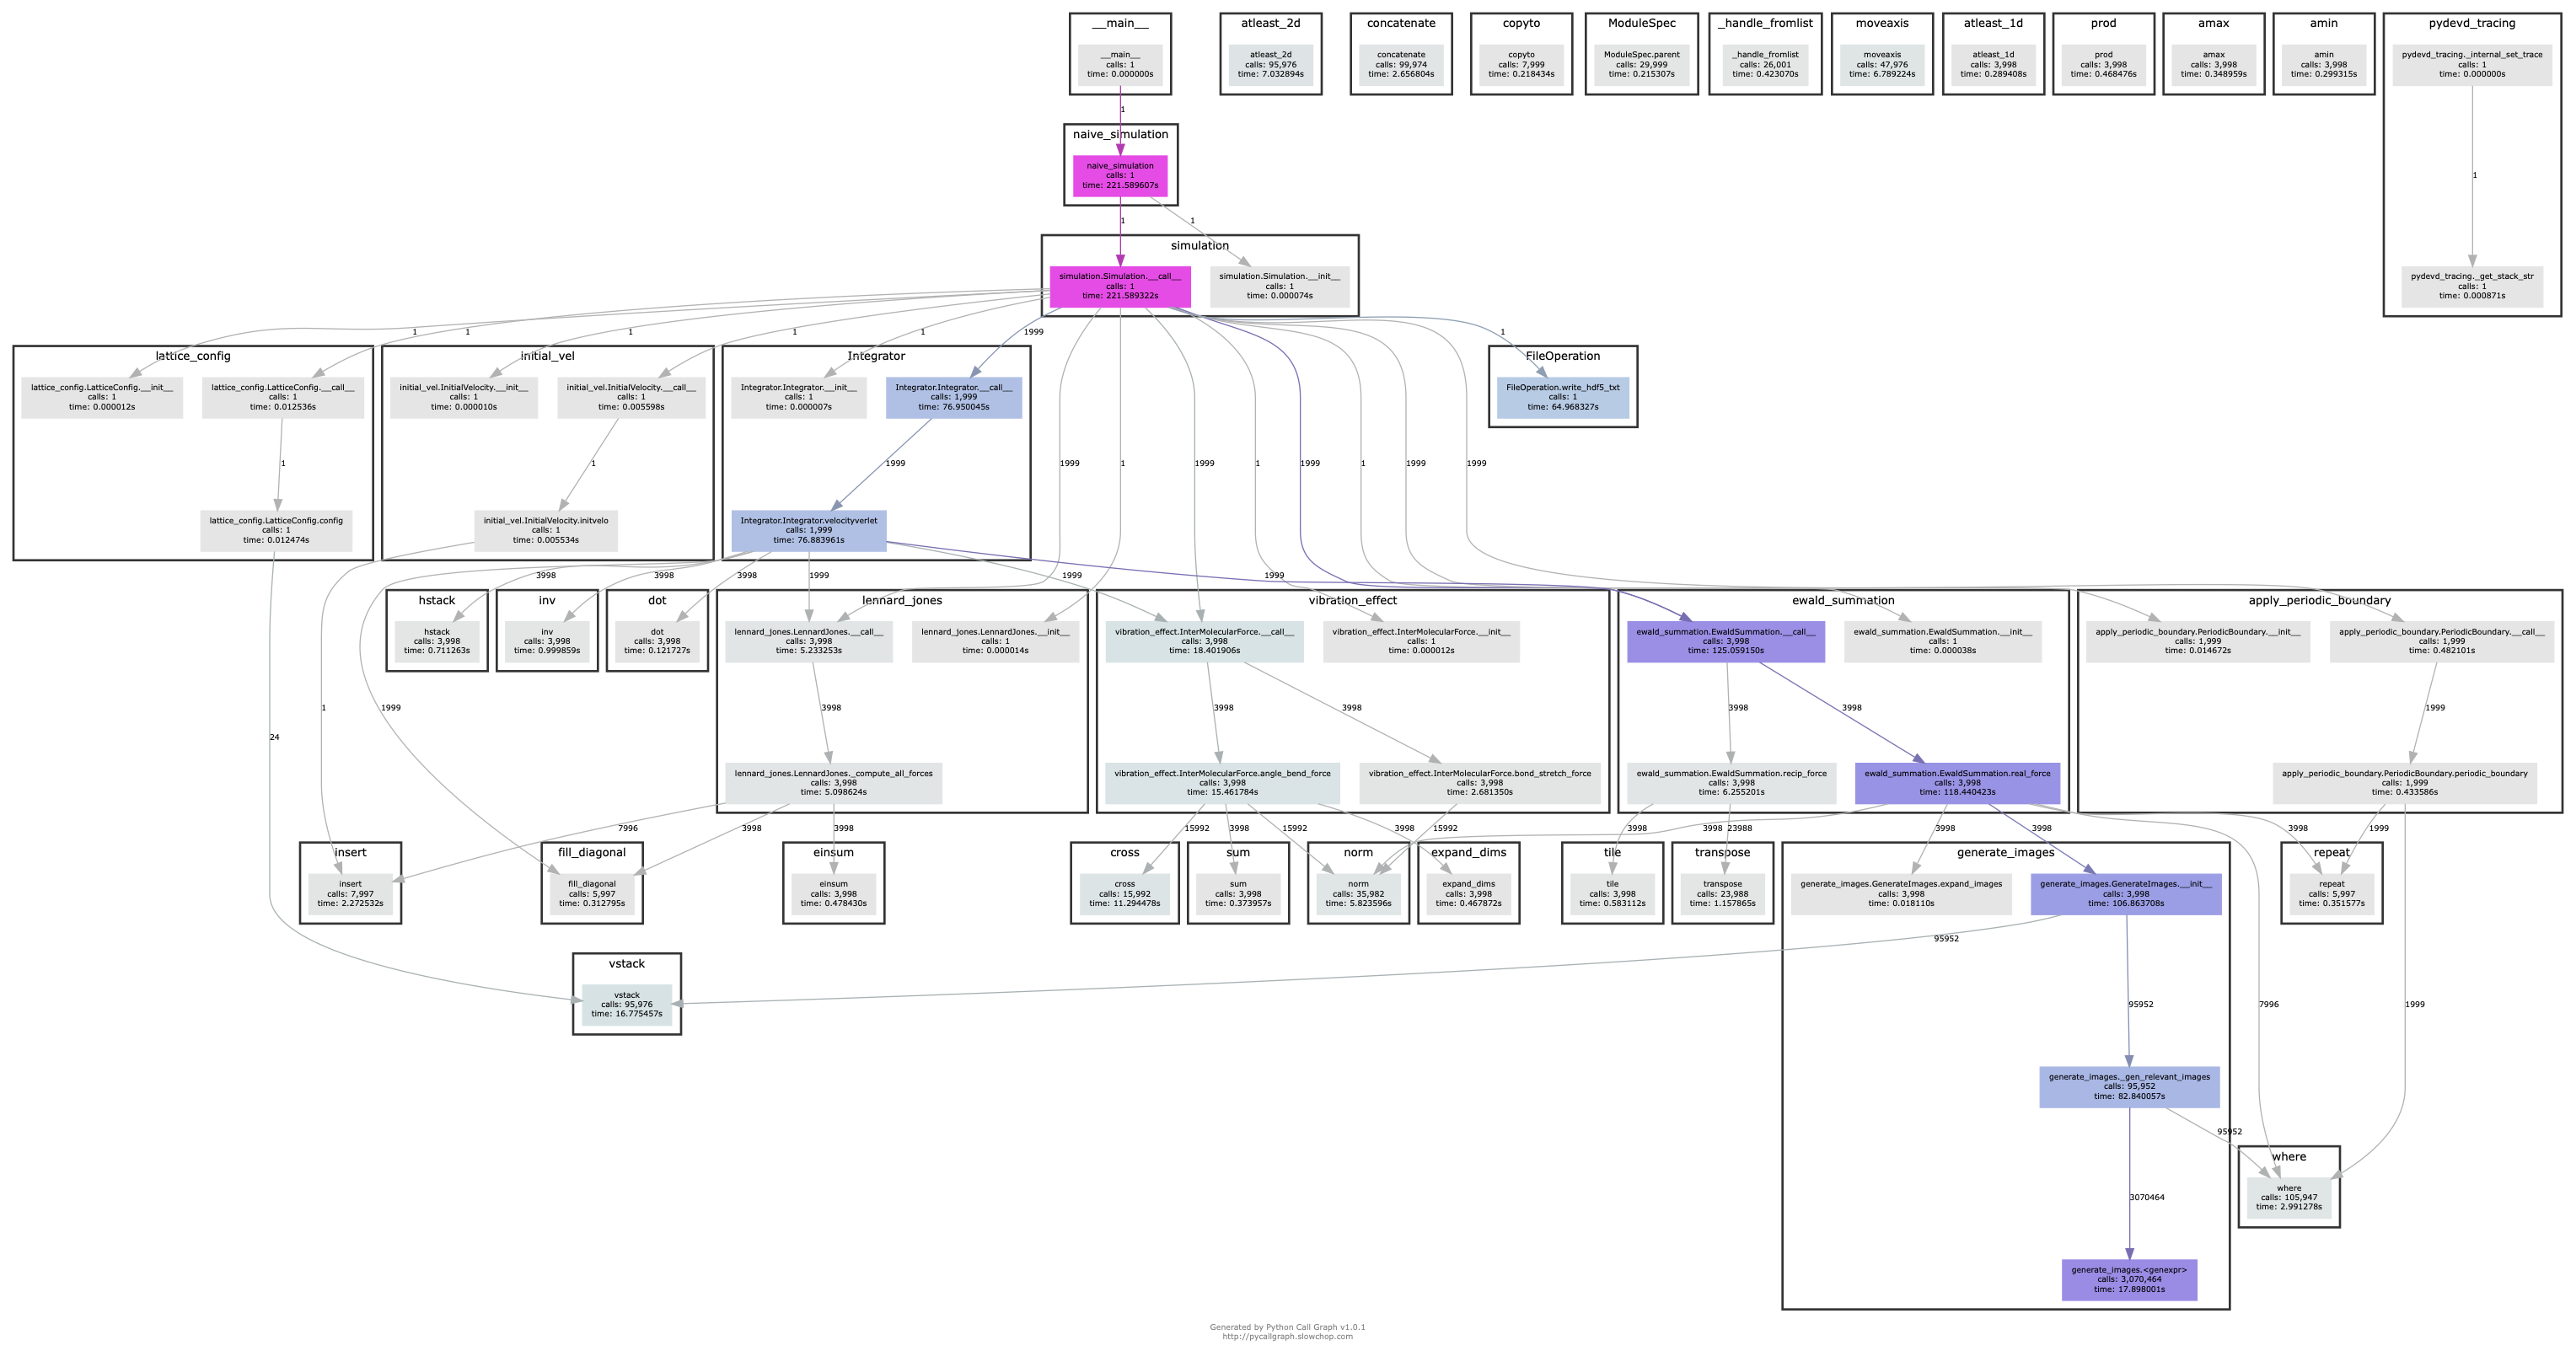 __main__
__main__
calls: 1
time: 0.000000s
atleast_2d
atleast_2d
calls: 95,976
time: 7.032894s
concatenate
concatenate
calls: 99,974
time: 2.656804s
copyto
copyto
calls: 7,999
time: 0.218434s
ModuleSpec
ModuleSpec.parent
calls: 29,999
time: 0.215307s
_handle_fromlist
_handle_fromlist
calls: 26,001
time: 0.423070s
moveaxis
moveaxis
calls: 47,976
time: 6.789224s
atleast_1d
atleast_1d
calls: 3,998
time: 0.289408s
prod
prod
calls: 3,998
time: 0.468476s
amax
amax
calls: 3,998
time: 0.348959s
amin
amin
calls: 3,998
time: 0.299315s
pydevd_tracing
pydevd_tracing._internal_set_trace
calls: 1
time: 0.000000s
1
pydevd_tracing._get_stack_str
calls: 1
time: 0.000871s
1
naive_simulation
naive_simulation
calls: 1
time: 221.589607s
1
1
simulation
simulation.Simulation.__call__
calls: 1
time: 221.589322s
simulation.Simulation.__init__
calls: 1
time: 0.000074s
1
1
1
1
1
1999
1
lattice_config
lattice_config.LatticeConfig.__init__
calls: 1
time: 0.000012s
lattice_config.LatticeConfig.__call__
calls: 1
time: 0.012536s
1
lattice_config.LatticeConfig.config
calls: 1
time: 0.012474s
initial_vel
initial_vel.InitialVelocity.__init__
calls: 1
time: 0.000010s
initial_vel.InitialVelocity.__call__
calls: 1
time: 0.005598s
1
initial_vel.InitialVelocity.initvelo
calls: 1
time: 0.005534s
Integrator
Integrator.Integrator.__init__
calls: 1
time: 0.000007s
Integrator.Integrator.__call__
calls: 1,999
time: 76.950045s
1999
Integrator.Integrator.velocityverlet
calls: 1,999
time: 76.883961s
FileOperation
FileOperation.write_hdf5_txt
calls: 1
time: 64.968327s
1999
1
1999
1
1999
1
1999
1999
3998
3998
3998
1999
1999
1999
hstack
hstack
calls: 3,998
time: 0.711263s
inv
inv
calls: 3,998
time: 0.999859s
dot
dot
calls: 3,998
time: 0.121727s
lennard_jones
lennard_jones.LennardJones.__call__
calls: 3,998
time: 5.233253s
lennard_jones.LennardJones.__init__
calls: 1
time: 0.000014s
3998
lennard_jones.LennardJones._compute_all_forces
calls: 3,998
time: 5.098624s
vibration_effect
vibration_effect.InterMolecularForce.__call__
calls: 3,998
time: 18.401906s
vibration_effect.InterMolecularForce.__init__
calls: 1
time: 0.000012s
3998
3998
vibration_effect.InterMolecularForce.angle_bend_force
calls: 3,998
time: 15.461784s
vibration_effect.InterMolecularForce.bond_stretch_force
calls: 3,998
time: 2.681350s
ewald_summation
ewald_summation.EwaldSummation.__call__
calls: 3,998
time: 125.059150s
ewald_summation.EwaldSummation.__init__
calls: 1
time: 0.000038s
3998
3998
ewald_summation.EwaldSummation.recip_force
calls: 3,998
time: 6.255201s
ewald_summation.EwaldSummation.real_force
calls: 3,998
time: 118.440423s
apply_periodic_boundary
apply_periodic_boundary.PeriodicBoundary.__init__
calls: 1,999
time: 0.014672s
apply_periodic_boundary.PeriodicBoundary.__call__
calls: 1,999
time: 0.482101s
1999
apply_periodic_boundary.PeriodicBoundary.periodic_boundary
calls: 1,999
time: 0.433586s
1
1999
24
7996
3998
3998
15992
3998
15992
3998
15992
3998
3998
23988
3998
3998
3998
1999
insert
insert
calls: 7,997
time: 2.272532s
fill_diagonal
fill_diagonal
calls: 5,997
time: 0.312795s
einsum
einsum
calls: 3,998
time: 0.478430s
cross
cross
calls: 15,992
time: 11.294478s
sum
sum
calls: 3,998
time: 0.373957s
norm
norm
calls: 35,982
time: 5.823596s
expand_dims
expand_dims
calls: 3,998
time: 0.467872s
tile
tile
calls: 3,998
time: 0.583112s
transpose
transpose
calls: 23,988
time: 1.157865s
generate_images
generate_images.GenerateImages.expand_images
calls: 3,998
time: 0.018110s
generate_images.GenerateImages.__init__
calls: 3,998
time: 106.863708s
repeat
repeat
calls: 5,997
time: 0.351577s
95952
vstack
vstack
calls: 95,976
time: 16.775457s
95952
7996
1999
generate_images._gen_relevant_images
calls: 95,952
time: 82.840057s
95952
where
where
calls: 105,947
time: 2.991278s
3070464
generate_images.&lt;genexpr&gt;
calls: 3,070,464
time: 17.898001s
Generated by Python Call Graph v1.0.1
http://pycallgraph.slowchop.com